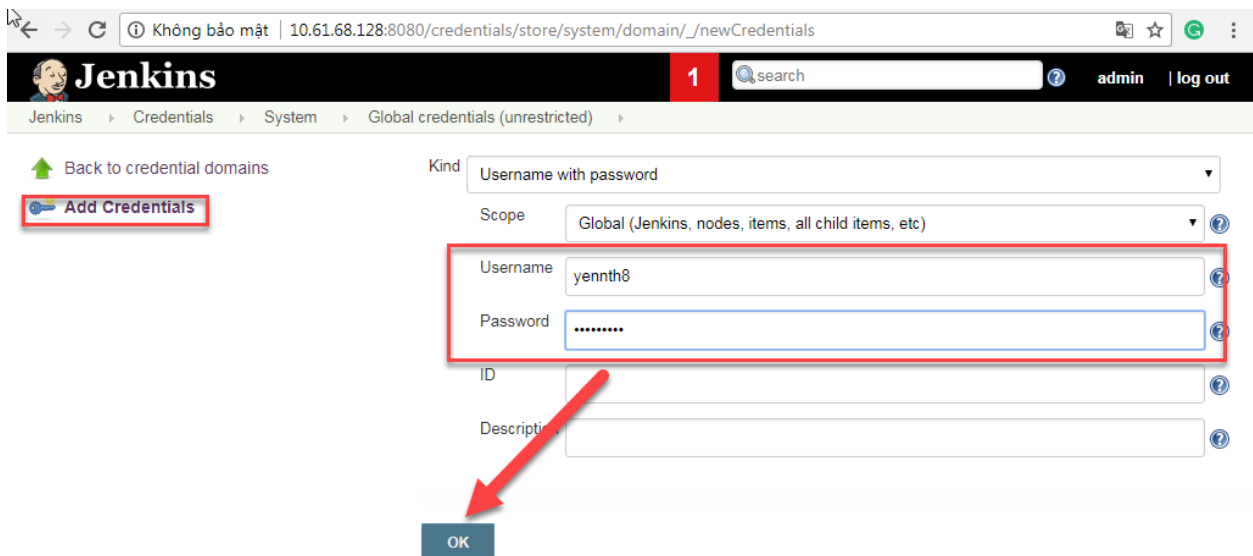 Không bảo mật | 10.61.68.128:8080/credentials/store/system/domain/_/newCredentials
Jenkins 1 search admin | log out
Jenkins Credentials System Global credentials (unrestricted)
Back to credential domains
Add Credentials
Kind Username with password
Scope Global (Jenkins, nodes, items, all child items, etc)
Username yennth8
Password •••••••••
ID
Description
OK